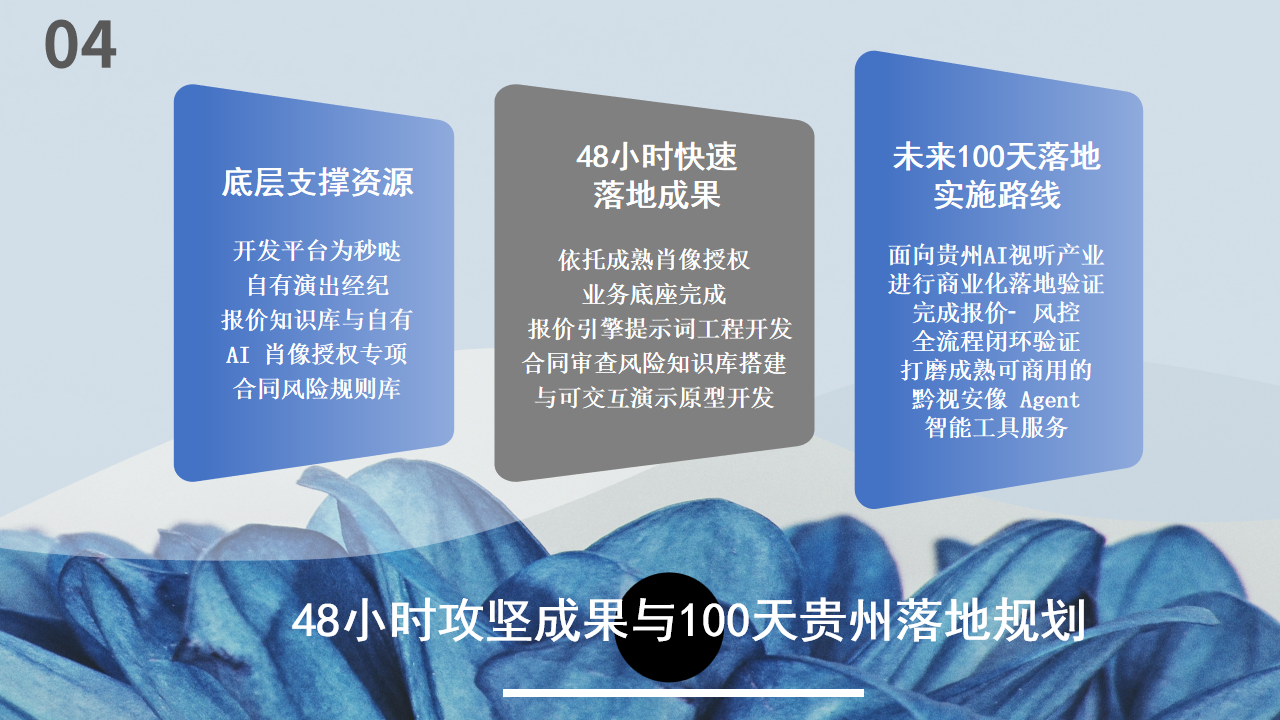 04
底层支撑资源
开发平台为秒哒
自有演出经纪
报价知识库与自有
AI 肖像授权专项
合同风险规则库
48小时快速
落地成果
依托成熟肖像授权
业务底座完成
报价引擎提示词工程开发
合同审查风险知识库搭建
与可交互演示原型开发
未来100天落地
实施路线
面向贵州AI视听产业
进行商业化落地验证
完成报价- 风控
全流程闭环验证
打磨成熟可商用的
黔视安像 Agent
智能工具服务
48小时攻坚成果与100天贵州落地规划